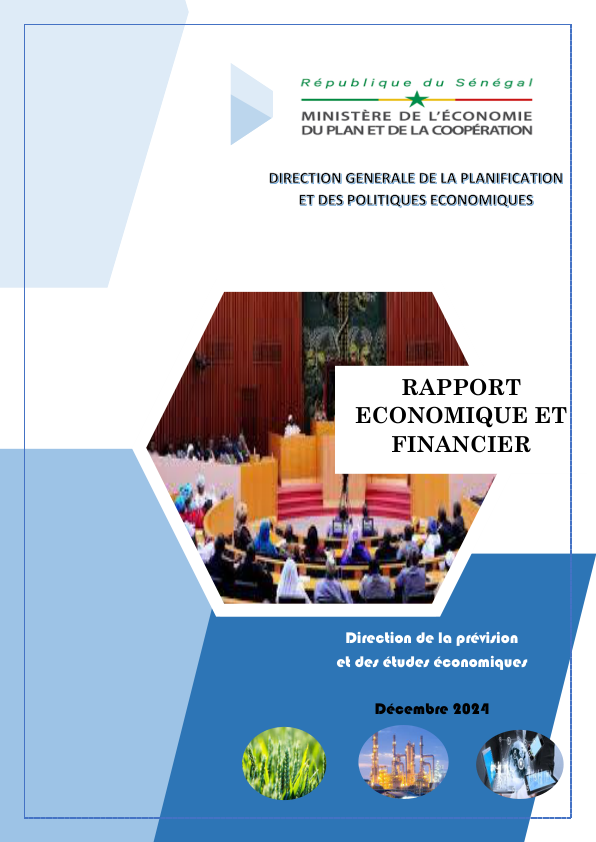 République du Sénégal
MINISTÈRE DE L'ÉCONOMIE
DU PLAN ET DE LA COOPÉRATION
DIRECTION GENERALE DE LA PLANIFICATION
ET DES POLITIQUES ECONOMIQUES
RAPPORT
ECONOMIQUE ET
FINANCIER
Direction de la prévision
et des études économiques
Décembre 2024